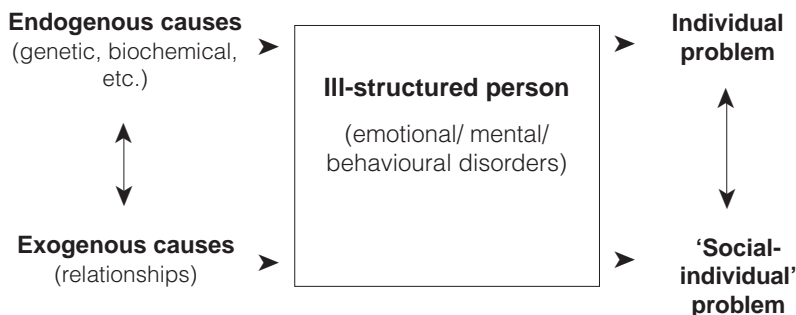 Endogenous causes
(genetic, biochemical,
etc.)
Exogenous causes
(relationships)
Ill-structured person
(emotional/ mental/
behavioural disorders)
Individual
problem
‘Social-
individual’
problem